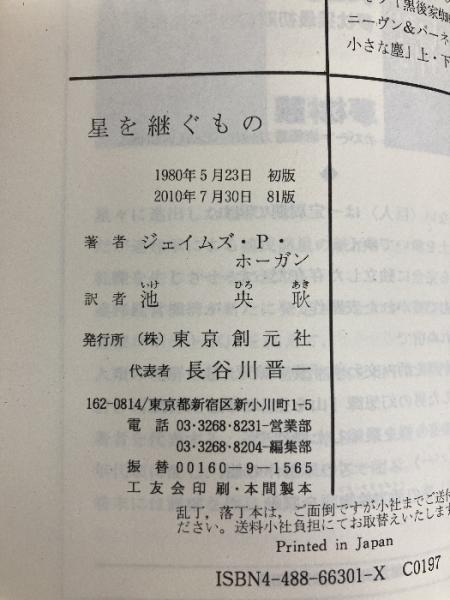 ニーヴン&パーネ
小さな塵」上・下
星を継ぐもの
1980年5月23日 初版
2010年7月30日 81版
著者 ジェイムズ・P・
ホーガン
いけ ひろ あき
訳者 池 央 耿
発行所 (株) 東京創元社
代表者 長谷川晋一
162-0814/東京都新宿区新小川町1-5
電話 03・3268・8231-営業部
03・3268・8204-編集部
振替 00160-9-1565
工友会印刷・本間製本
乱丁,落丁本は,ご面倒ですが小社までご送付
ださい。送料小社負担にてお取替えいたします
Printed in Japan
ISBN4-488-66301-X C0197